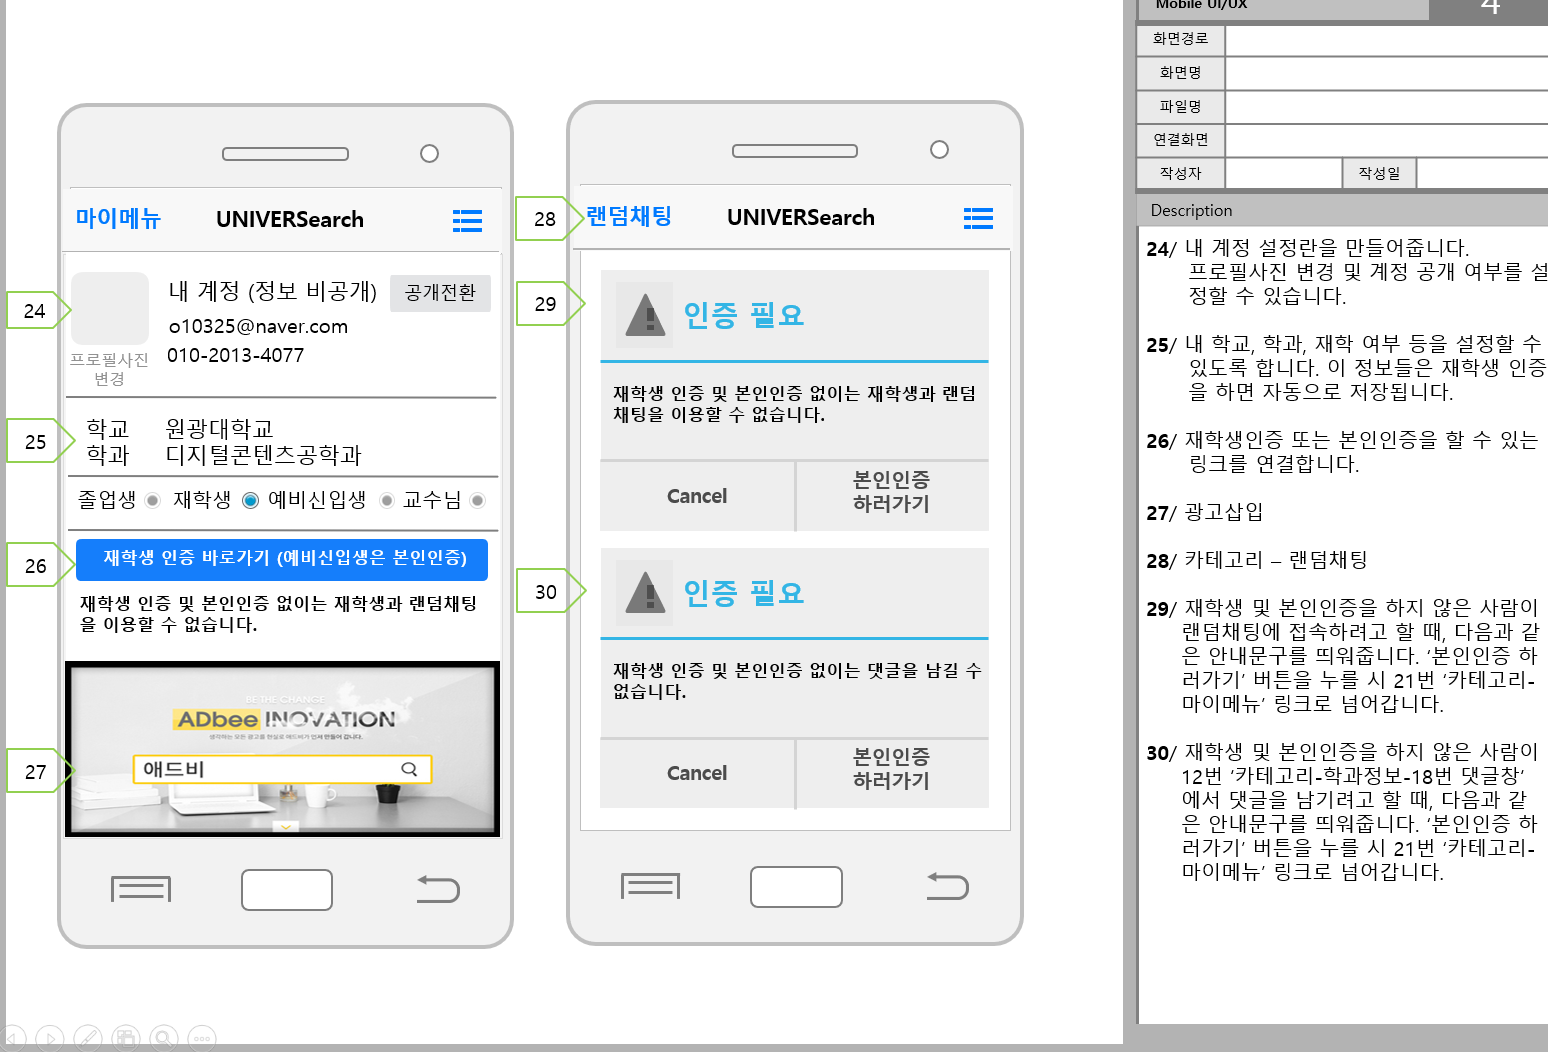 마이메뉴
UNIVERSearch
24
내 계정 (정보 비공개)
공개전환
o10325@naver.com
010-2013-4077
프로필사진
변경
25
학교 원광대학교
학과 디지털콘텐츠공학과
졸업생 재학생 예비신입생 교수님
26
재학생 인증 바로가기 (예비신입생은 본인인증)
재학생 인증 및 본인인증 없이는 재학생과 랜덤채팅
을 이용할 수 없습니다.
27
BE THE CHANGE
ADbee INOVATION
생각하는 모든 광고를 현실로 애드비가 인제 만들어 갑니다.
애드비
28
랜덤채팅
UNIVERSearch
29
인증 필요
재학생 인증 및 본인인증 없이는 재학생과 랜덤
채팅을 이용할 수 없습니다.
Cancel
본인인증
하러가기
30
인증 필요
재학생 인증 및 본인인증 없이는 댓글을 남길 수
없습니다.
Cancel
본인인증
하러가기
Mobile UI/UX
4
화면경로
화면명
파일명
연결화면
작성자
작성일
Description
24/ 내 계정 설정란을 만들어줍니다.
프로필사진 변경 및 계정 공개 여부를 설
정할 수 있습니다.
25/ 내 학교, 학과, 재학 여부 등을 설정할 수
있도록 합니다. 이 정보들은 재학생 인증
을 하면 자동으로 저장됩니다.
26/ 재학생인증 또는 본인인증을 할 수 있는
링크를 연결합니다.
27/ 광고삽입
28/ 카테고리 – 랜덤채팅
29/ 재학생 및 본인인증을 하지 않은 사람이
랜덤채팅에 접속하려고 할 때, 다음과 같
은 안내문구를 띄워줍니다. ‘본인인증 하
러가기’ 버튼을 누를 시 21번 ‘카테고리-
마이메뉴’ 링크로 넘어갑니다.
30/ 재학생 및 본인인증을 하지 않은 사람이
12번 ‘카테고리-학과정보-18번 댓글창’
에서 댓글을 남기려고 할 때, 다음과 같
은 안내문구를 띄워줍니다. ‘본인인증 하
러가기’ 버튼을 누를 시 21번 ‘카테고리-
마이메뉴’ 링크로 넘어갑니다.